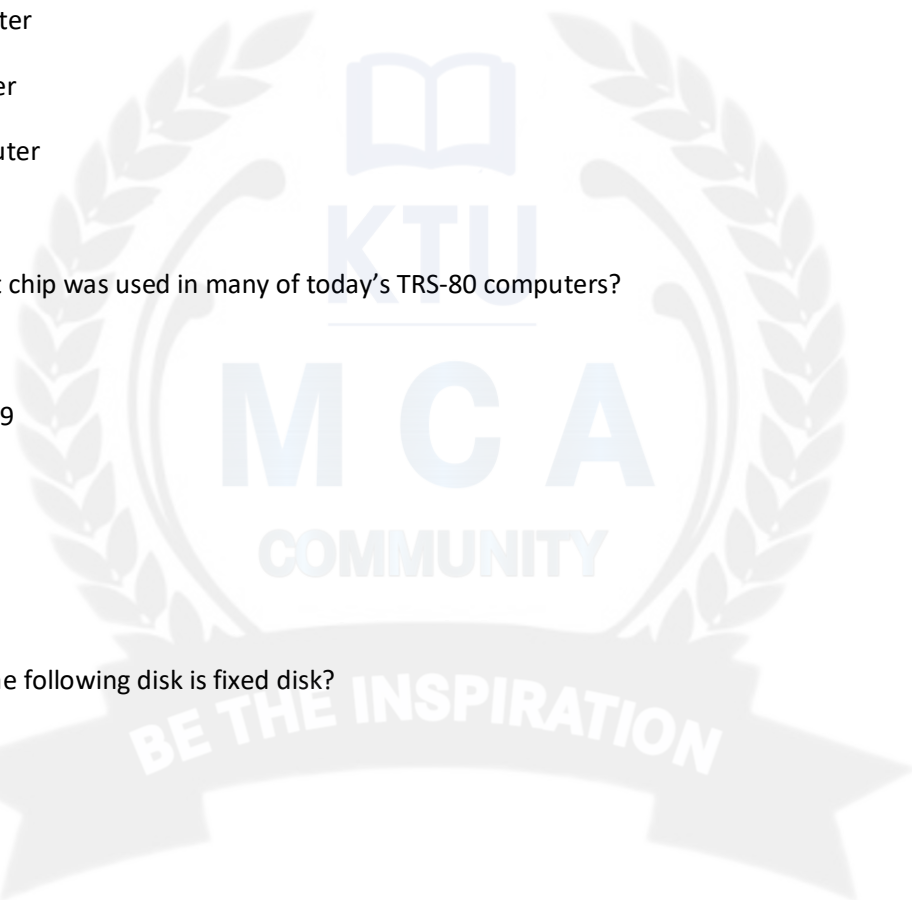 ter
er
uter
KTU
chip was used in many of today’s TRS-80 computers?
MCA
9
COMMUNITY
e following disk is fixed disk?
BE THE INSPIRATION